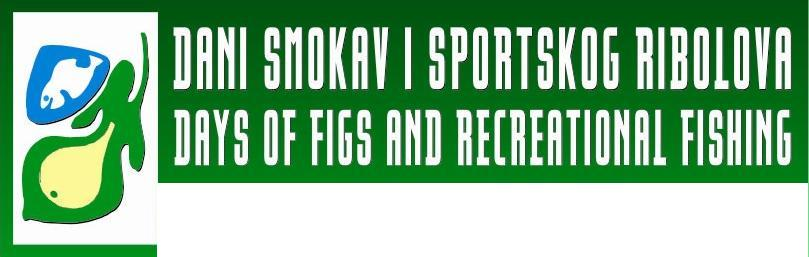 DANI SMOKAV I SPORTSKOG RIBOLOVA
DAYS OF FIGS AND RECREATIONAL FISHING